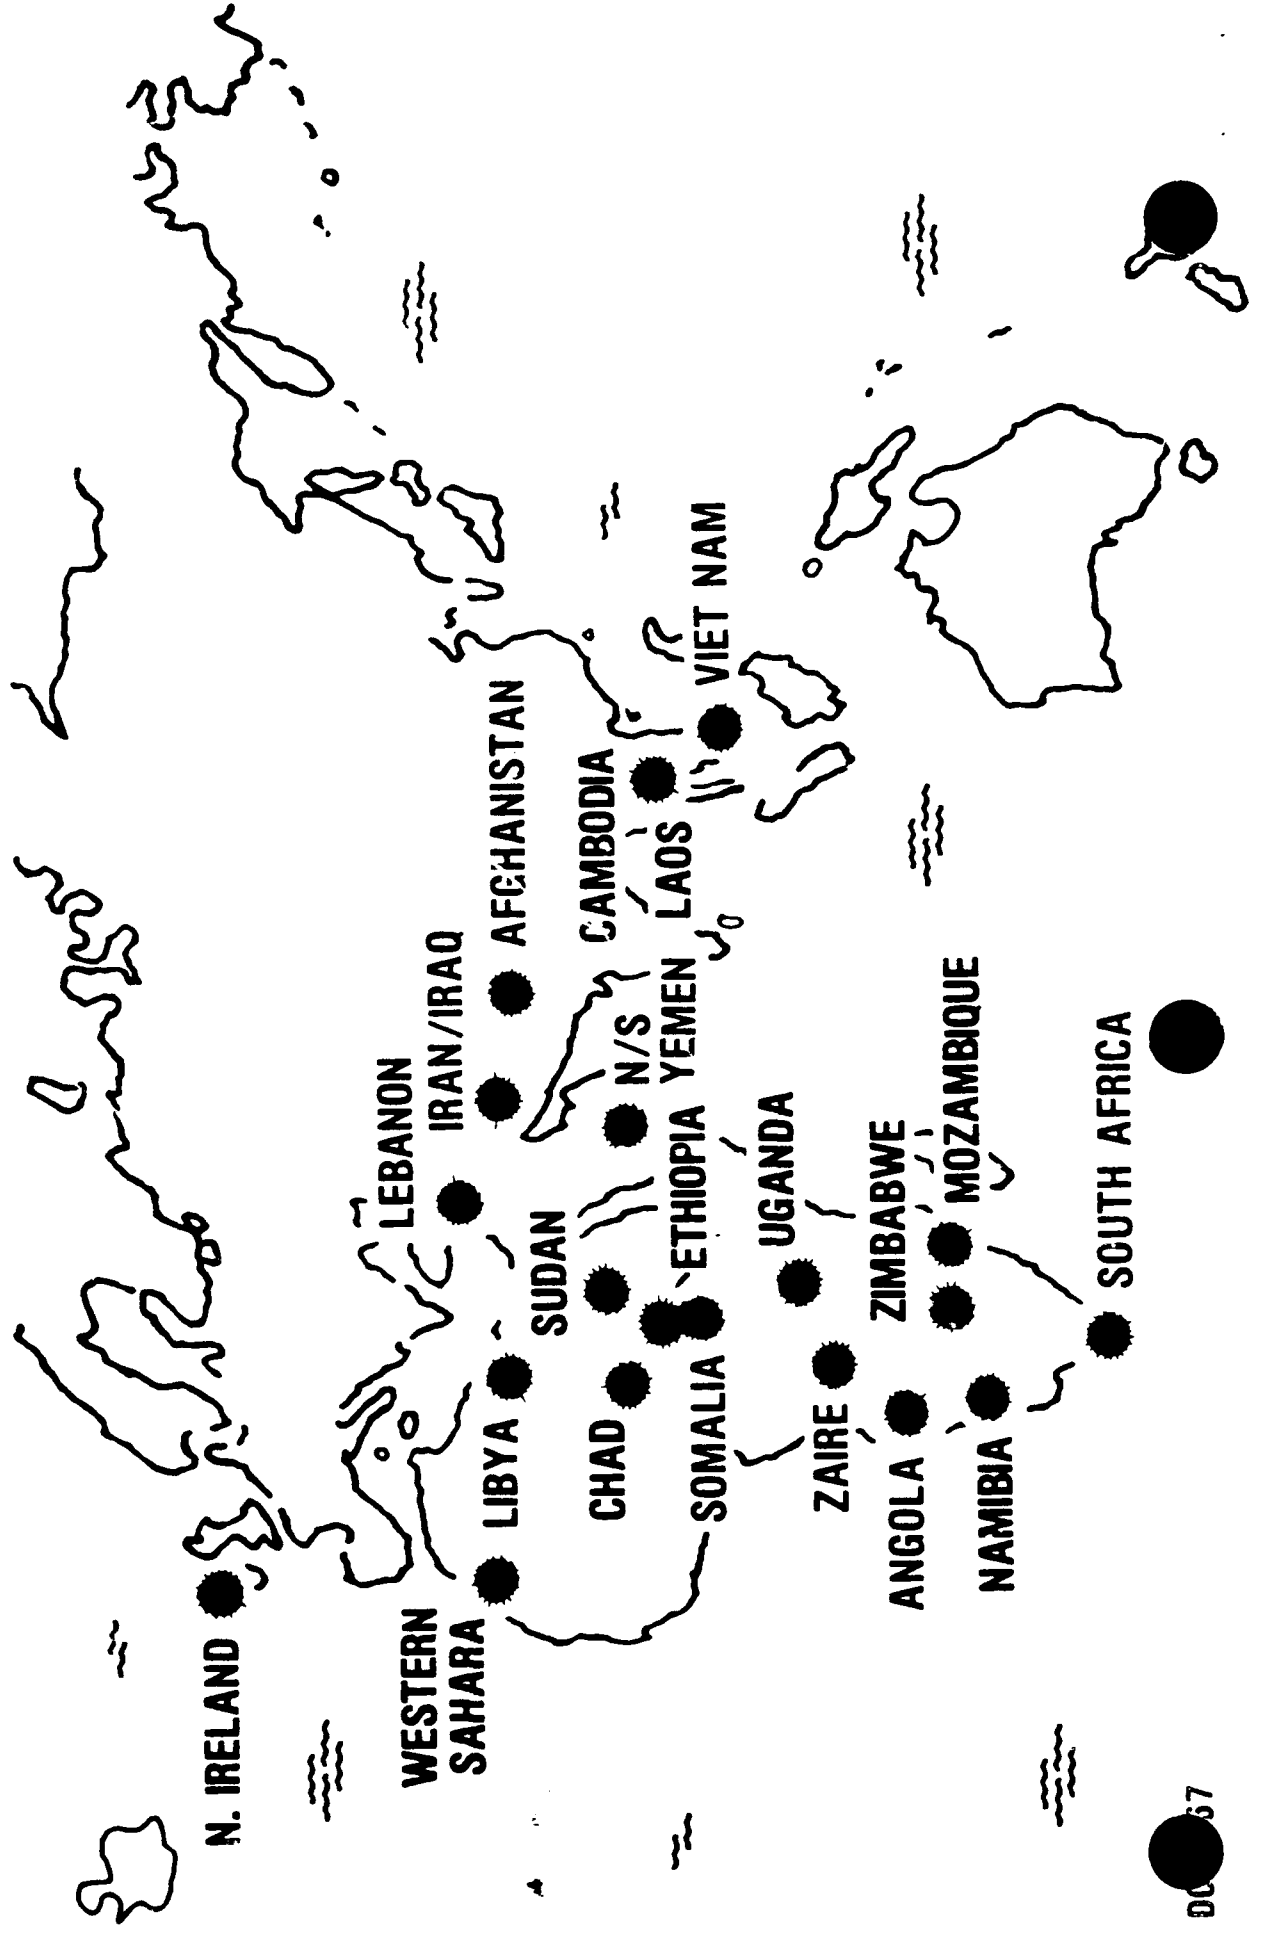 N. IRELAND
LEBANON
IRAN/IRAQ
AFGHANISTAN
WESTERN
SAHARA
LIBYA
SUDAN
CHAD
N/S
YEMEN
CAMBODIA
LAOS
VIET NAM
SOMALIA
ETHIOPIA
UGANDA
ZAIRE
ANGOLA
ZIMBABWE
NAMIBIA
MOZAMBIQUE
SOUTH AFRICA